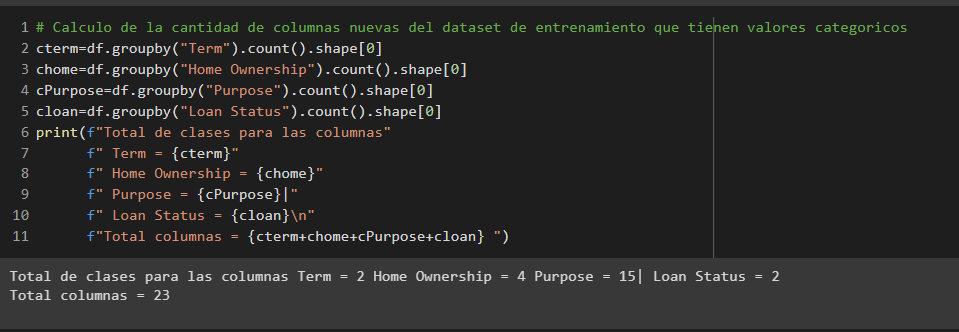 1 # Calculo de la cantidad de columnas nuevas del dataset de entrenamiento que tienen valores categoricos
2 cterm=df.groupby("Term").count().shape[0]
3 chome=df.groupby("Home Ownership").count().shape[0]
4 cPurpose=df.groupby("Purpose").count().shape[0]
5 cloan=df.groupby("Loan Status").count().shape[0]
6 print(f"Total de clases para las columnas"
7       f" Term = {cterm}"
8       f" Home Ownership = {chome}"
9       f" Purpose = {cPurpose}|"
10       f" Loan Status = {cloan}\n"
11       f"Total columnas = {cterm+chome+cPurpose+cloan} ")
Total de clases para las columnas Term = 2 Home Ownership = 4 Purpose = 15| Loan Status = 2
Total columnas = 23